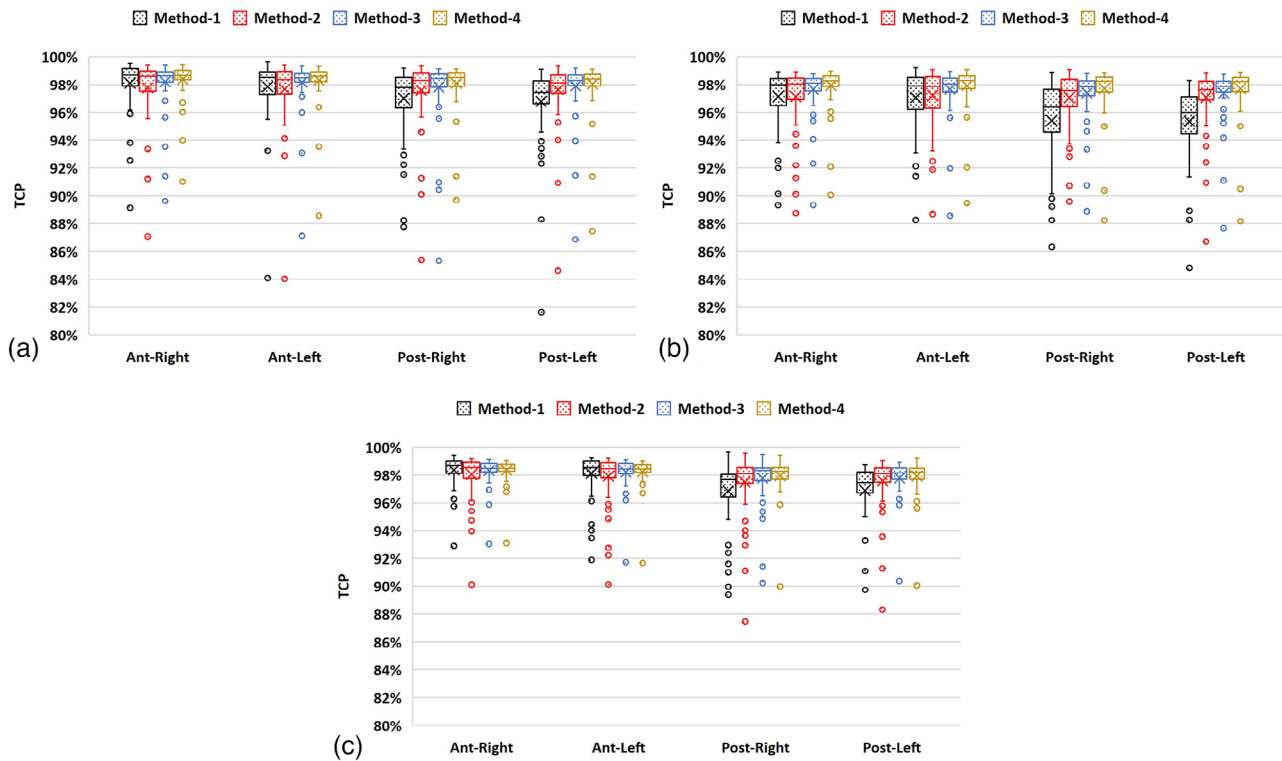 Method-1 Method-2 Method-3 Method-4
100%
98%
96%
94%
92%
90%
88%
86%
84%
82%
80%
TCP
Ant-Right Ant-Left Post-Right Post-Left
(a)
Method-1 Method-2 Method-3 Method-4
100%
98%
96%
94%
92%
90%
88%
86%
84%
82%
80%
TCP
Ant-Right Ant-Left Post-Right Post-Left
(b)
Method-1 Method-2 Method-3 Method-4
100%
98%
96%
94%
92%
90%
88%
86%
84%
82%
80%
TCP
Ant-Right Ant-Left Post-Right Post-Left
(c)